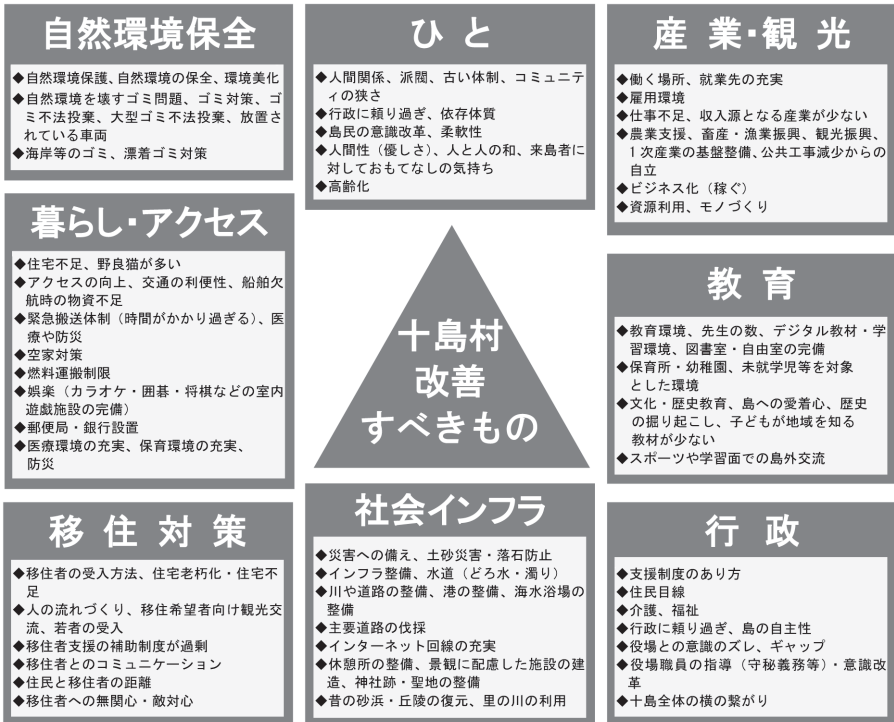 自然環境保全
◆自然環境保護、自然環境の保全、環境美化
◆自然環境を壊すゴミ問題、ゴミ対策、ゴ
ミ不法投棄、大型ゴミ不法投棄、放置さ
れている車両
◆海岸等のゴミ、漂着ゴミ対策
ひと
◆人間関係、派閥、古い体制、コミュニテ
ィの狭さ
◆行政に頼り過ぎ、依存体質
◆島民の意識改革、柔軟性
◆人間性（優しさ）、人と人の和、来島者に
対しておもてなしの気持ち
◆高齢化
産業・観光
◆働く場所、就業先の充実
◆雇用環境
◆仕事不足、収入源となる産業が少ない
◆農業支援、畜産・漁業振興、観光振興、
１次産業の基盤整備、公共工事減少からの
自立
◆ビジネス化（稼ぐ）
◆資源利用、モノづくり
暮らし・アクセス
◆住宅不足、野良猫が多い
◆アクセスの向上、交通の利便性、船舶欠
航時の物資不足
◆緊急搬送体制（時間がかかり過ぎる）、医
療や防災
◆空家対策
◆燃料運搬制限
◆娯楽（カラオケ・囲碁・将棋などの室内
遊戯施設の完備）
◆郵便局・銀行設置
◆医療環境の充実、保育環境の充実、
防災
十島村
改善
すべきもの
教育
◆教育環境、先生の数、デジタル教材・学
習環境、図書室・自由室の完備
◆保育所・幼稚園、未就学児等を対象
とした環境
◆文化・歴史教育、島への愛着心、歴史
の掘り起こし、子どもが地域を知る
教材が少ない
◆スポーツや学習面での島外交流
移住対策
◆移住者の受入方法、住宅老朽化・住宅不
足
◆人の流れづくり、移住希望者向け観光交
流、若者の受入
◆移住者支援の補助制度が過剰
◆移住者とのコミュニケーション
◆住民と移住者の距離
◆移住者への無関心・敵対心
社会インフラ
◆災害への備え、土砂災害・落石防止
◆インフラ整備、水道（どろ水・濁り）
◆川や道路の整備、港の整備、海水浴場の
整備
◆主要道路の伐採
◆インターネット回線の充実
◆休憩所の整備、景観に配慮した施設の建
造、神社跡・聖地の整備
◆昔の砂浜・丘陵の復元、里の川の利用
行政
◆支援制度のあり方
◆住民目線
◆介護、福祉
◆行政に頼り過ぎ、島の自主性
◆役場との意識のズレ、ギャップ
◆役場職員の指導（守秘義務等）・意識改
革
◆十島全体の横の繋がり